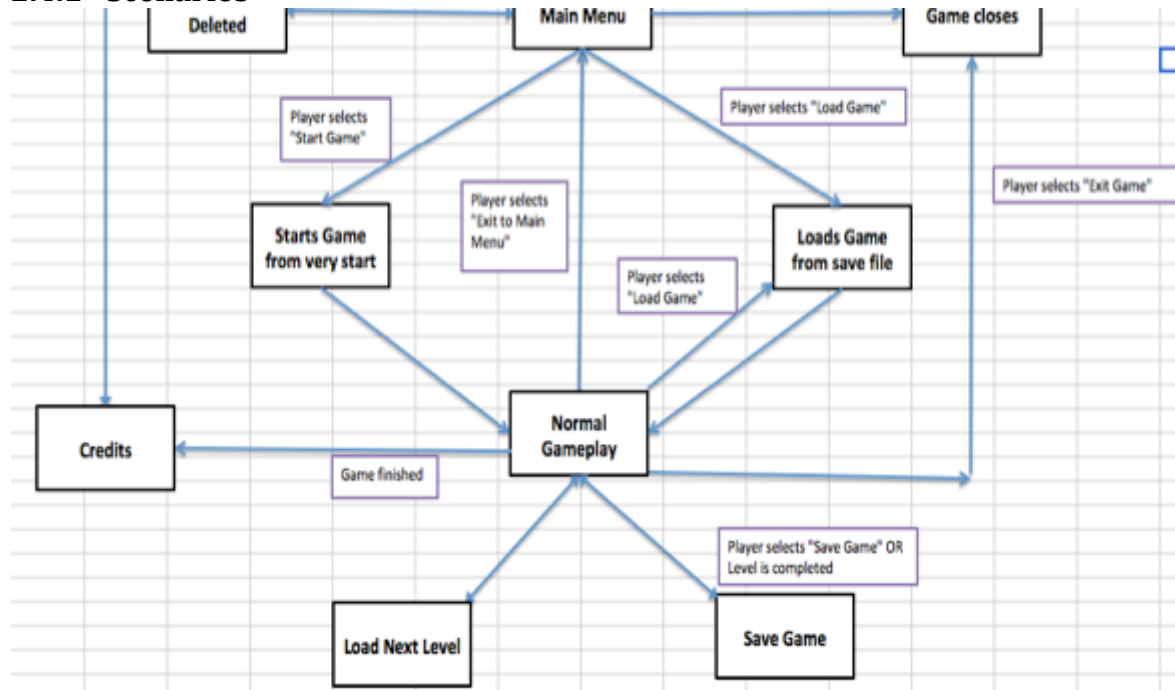 Deleted
Main Menu
Game closes
Player selects
"Start Game"
Player selects "Load Game"
Player selects "Exit Game"
Player selects
"Exit to Main
Menu"
Starts Game
from very start
Loads Game
from save file
Player selects
"Load Game"
Normal
Gameplay
Credits
Game finished
Player selects "Save Game" OR
Level is completed
Load Next Level
Save Game